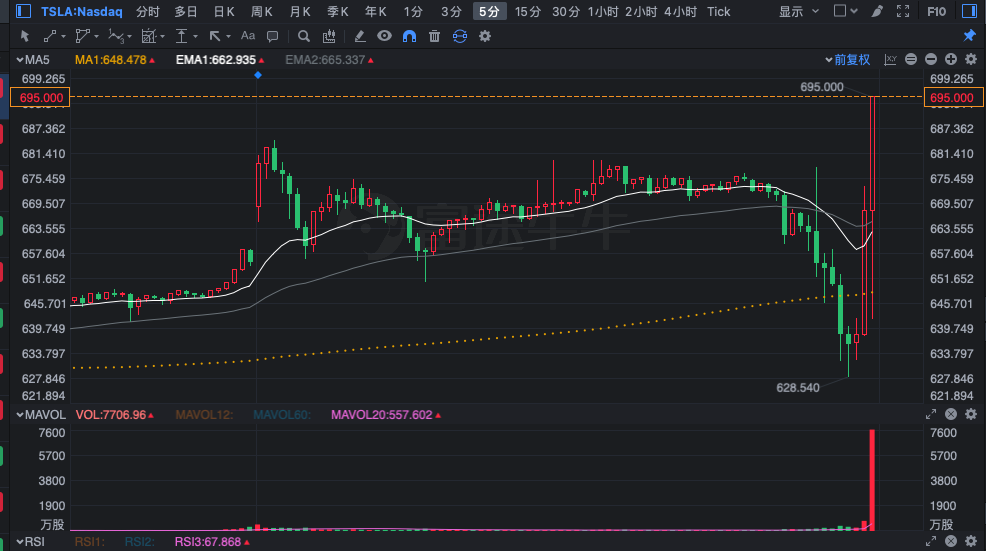 TSLA:Nasdaq 分时 多日 日K 周K 月K 季K 年K 1分 3分 5分 15分 30分 1小时 2小时 4小时 Tick 显示 F10
Aa
MA5 MA1:648.478 EMA1:662.935 EMA2:665.337 前复权
699.265 699.265
695.000 695.000 695.000
687.362 687.362
681.410 681.410
675.459 675.459
669.507 669.507
663.555 663.555
657.604 657.604
651.652 651.652
645.701 645.701
639.749 639.749
633.797 633.797
627.846 628.540 627.846
621.894 621.894
MAVOL VOL:7706.96 MAVOL12: MAVOL60: MAVOL20:557.602
7600 7600
5700 5700
3800 3800
1900 1900
万股 万股
RSI RSI1: RSI2: RSI3:67.868